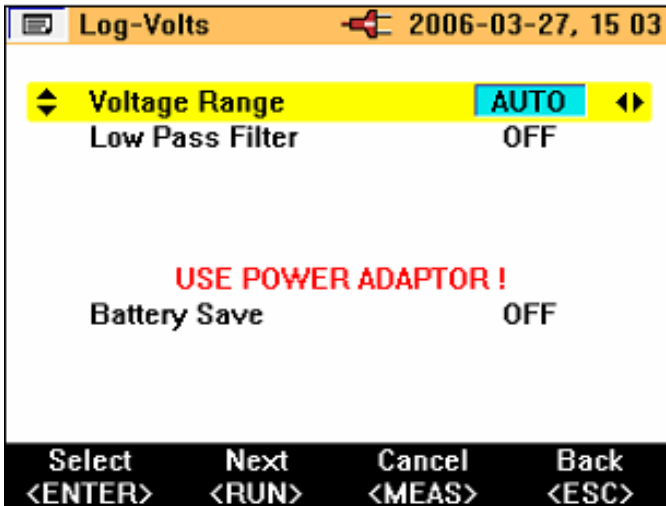 Log-Volts 2006-03-27, 15 03
Voltage Range AUTO
Low Pass Filter OFF
USE POWER ADAPTOR !
Battery Save OFF
Select Next Cancel Back
<ENTER> <RUN> <MEAS> <ESC>